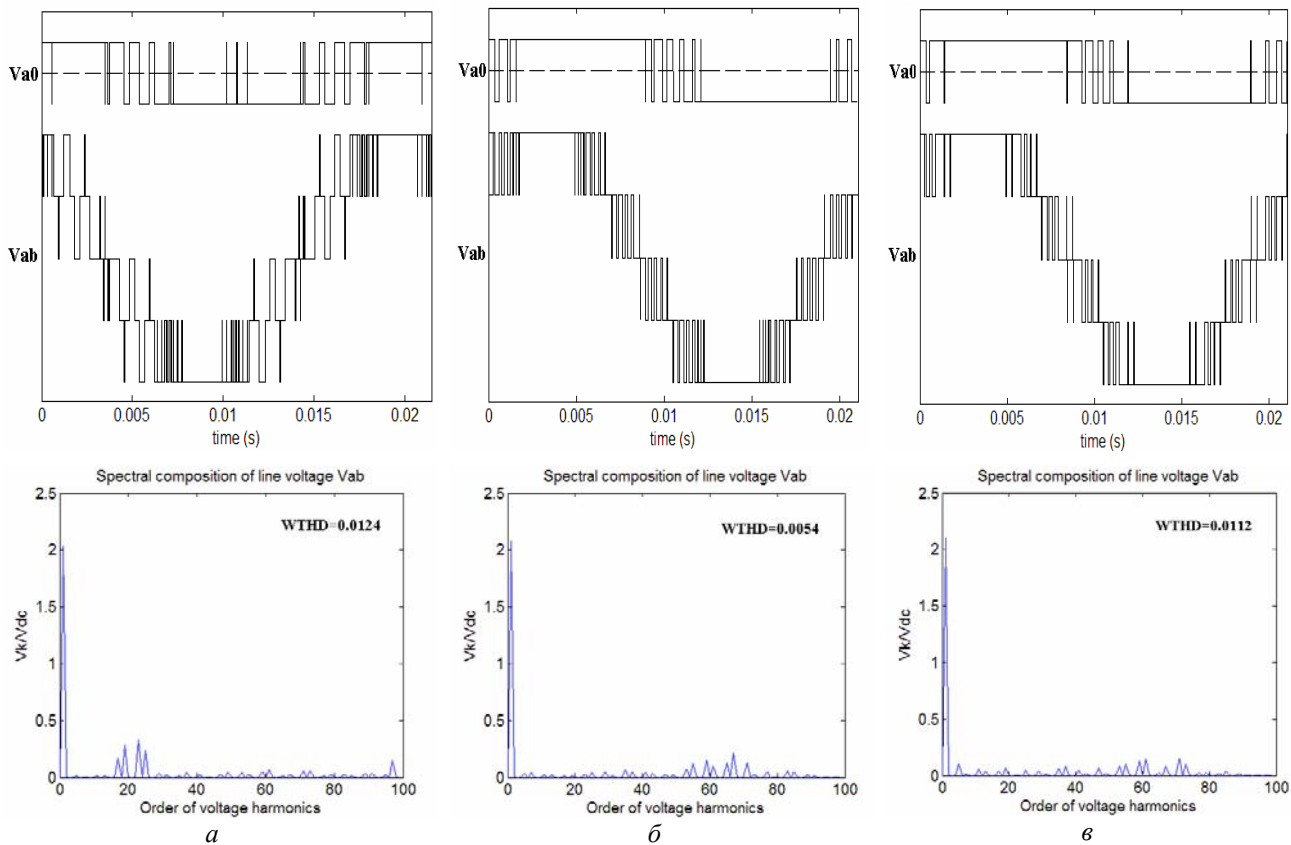 Va0
Vab
0 0.005 0.01 0.015 0.02
time (s)
Va0
Vab
0 0.005 0.01 0.015 0.02
time (s)
Va0
Vab
0 0.005 0.01 0.015 0.02
time (s)
Spectral composition of line voltage Vab
WTHD=0.0124
Vk/Vdc
2.5
2
1.5
1
0.5
0
0 20 40 60 80 100
Order of voltage harmonics
а
Spectral composition of line voltage Vab
WTHD=0.0054
Vk/Vdc
2.5
2
1.5
1
0.5
0
0 20 40 60 80 100
Order of voltage harmonics
б
Spectral composition of line voltage Vab
WTHD=0.0112
Vk/Vdc
2.5
2
1.5
1
0.5
0
0 20 40 60 80 100
Order of voltage harmonics
в